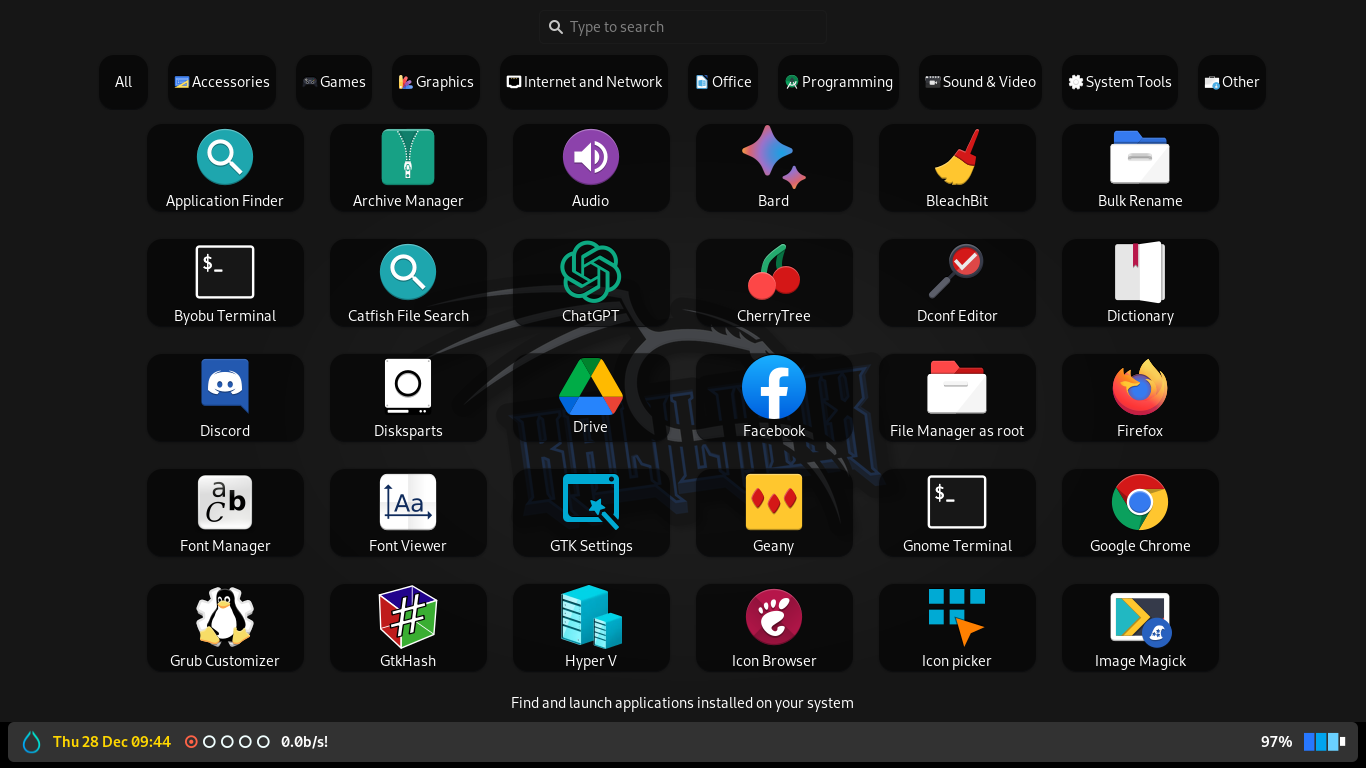 Type to search
All Accessories Games Graphics Internet and Network Office Programming Sound & Video System Tools Other
Application Finder Archive Manager Audio Bard BleachBit Bulk Rename
$_
Byobu Terminal Catfish File Search ChatGPT CherryTree Dconf Editor Dictionary
KALI LINUX
Discord Disksparts Drive Facebook File Manager as root Firefox
a b c Aa $_
Font Manager Font Viewer GTK Settings Geany Gnome Terminal Google Chrome
#
Grub Customizer GtkHash Hyper V Icon Browser Icon picker Image Magick
Find and launch applications installed on your system
Thu 28 Dec 09:44 0.0b/s! 97%